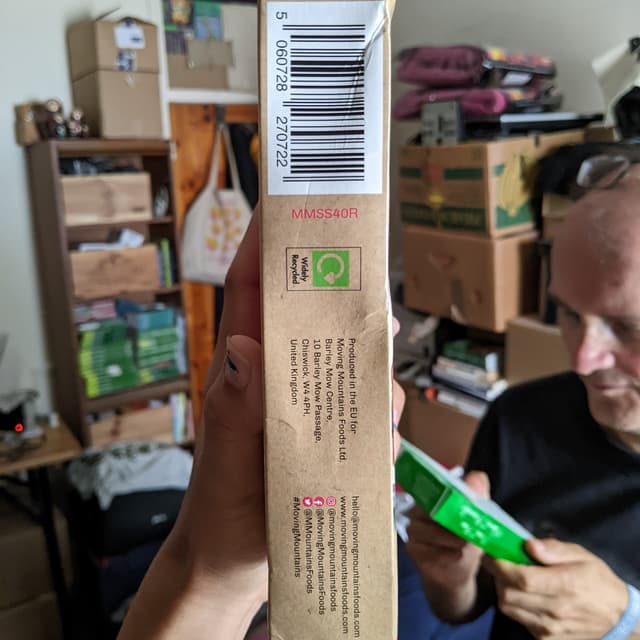 5 060728 270722
MMSS40R
Widely
Recycled
Produced in the EU for
Moving Mountains Foods Ltd.
Barley Mow Centre,
10 Barley Mow Passage,
Chiswick, W4 4PH
United Kingdom
hello@movingmountainsfoods.com
www.movingmountainsfoods.com
@movingmountainsfoods
@MovingMountainsFoods
@MMountainsFoods
#MovingMountains